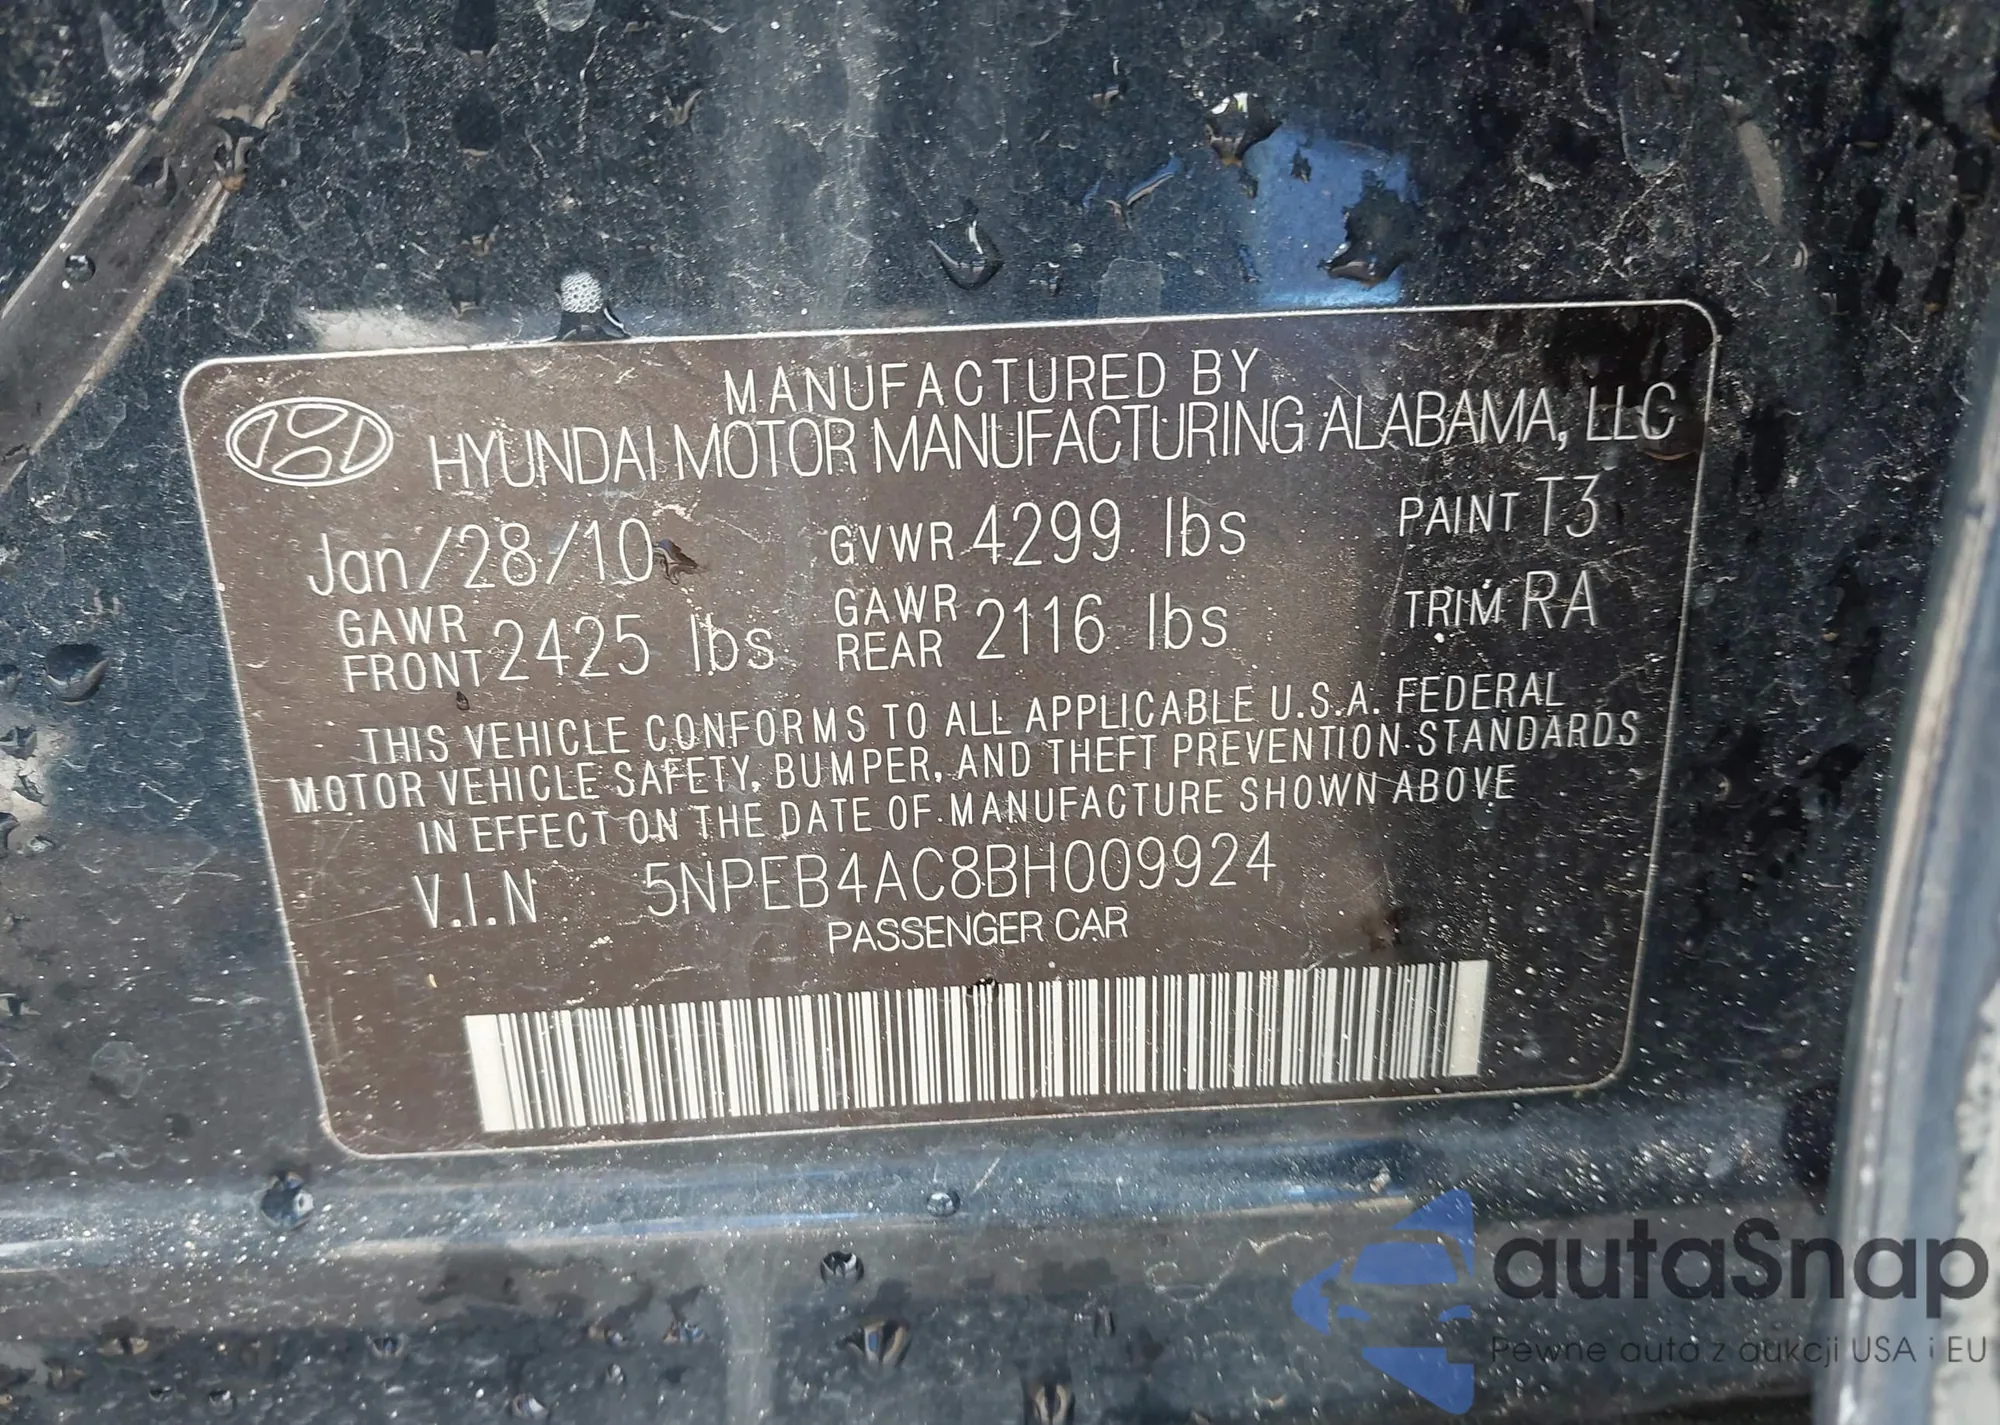 MANUFACTURED BY
HYUNDAI MOTOR MANUFACTURING ALABAMA, LLC
Jan/28/10 GVWR 4299 lbs PAINT T3
GAWR FRONT 2425 lbs GAWR REAR 2116 lbs TRIM RA
THIS VEHICLE CONFORMS TO ALL APPLICABLE U.S.A. FEDERAL
MOTOR VEHICLE SAFETY, BUMPER, AND THEFT PREVENTION STANDARDS
IN EFFECT ON THE DATE OF MANUFACTURE SHOWN ABOVE
V.I.N 5NPEB4AC8BH009924
PASSENGER CAR
autaSnap
Pewne auta z aukcji USA i EU